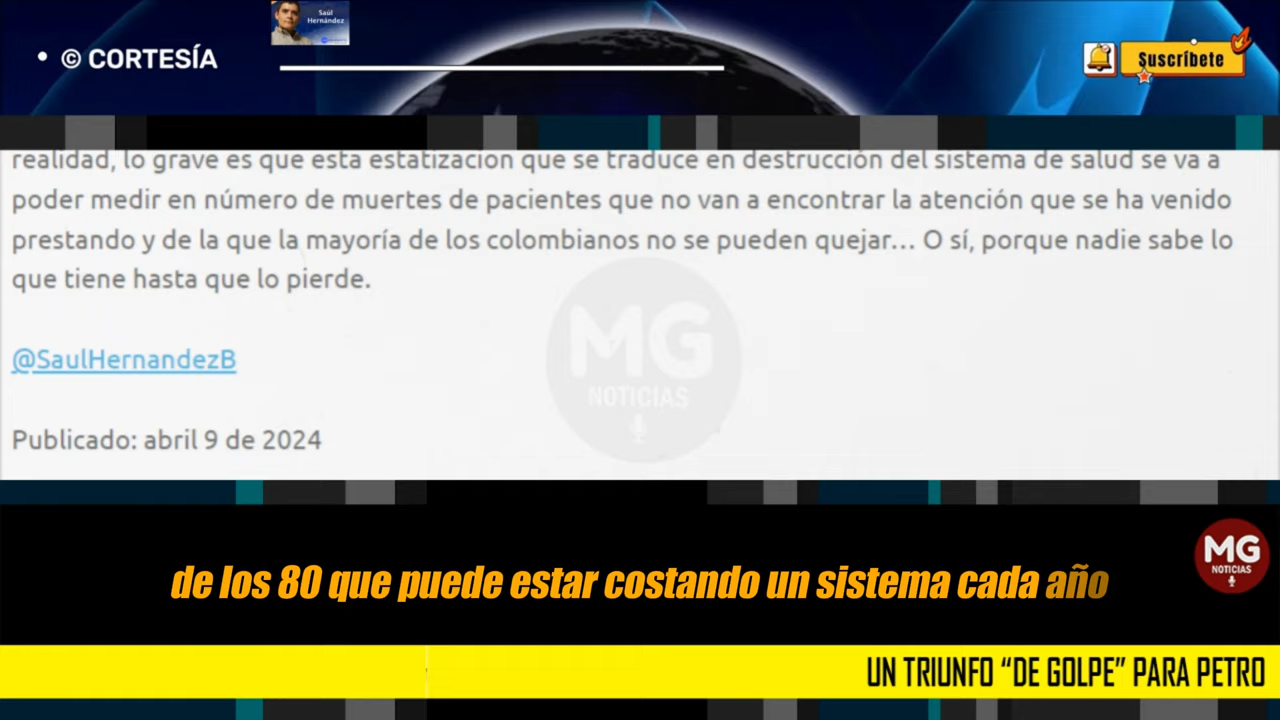 Saúl
Hernández
• © CORTESÍA
Suscríbete
realidad, lo grave es que esta estatización que se traduce en destrucción del sistema de salud se va a
poder medir en número de muertes de pacientes que no van a encontrar la atención que se ha venido
prestando y de la que la mayoría de los colombianos no se pueden quejar... O sí, porque nadie sabe lo
que tiene hasta que lo pierde.
@SaulHernandezB
Publicado: abril 9 de 2024
MG
NOTICIAS
de los 80 que puede estar costando un sistema cada año
MG
NOTICIAS
UN TRIUNFO “DE GOLPE” PARA PETRO